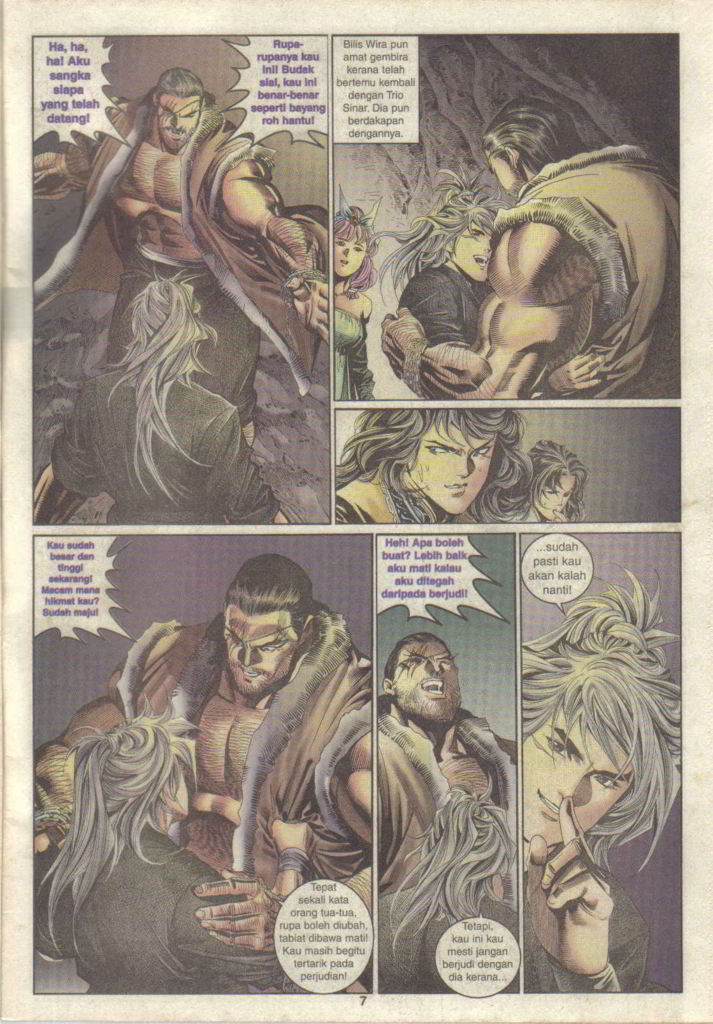 Ha, ha,
ha! Aku
sangka
siapa
yang telah
datang!
Rupa-
rupanya kau
ini! Budak
sial, kau ini
benar-benar
seperti bayang
roh hantu!
Bilis Wira pun
amat gembira
kerana telah
bertemu kembali
dengan Trio
Sinar. Dia pun
berdakapan
dengannya.
Kau sudah
besar dan
tinggi
sekarang!
Macam mana
hikmat kau?
Sudah maju!
Tepat
sekali kata
orang tua-tua,
rupa boleh diubah,
tabiat dibawa mati!
Kau masih begitu
tertarik pada
perjudian!
Heh! Apa boleh
buat? Lebih baik
aku mati kalau
aku ditegah
daripada berjudi!
Tetapi,
kau ini kau
mesti jangan
berjudi dengan
dia kerana...
...sudah
pasti kau
akan kalah
nanti!
7